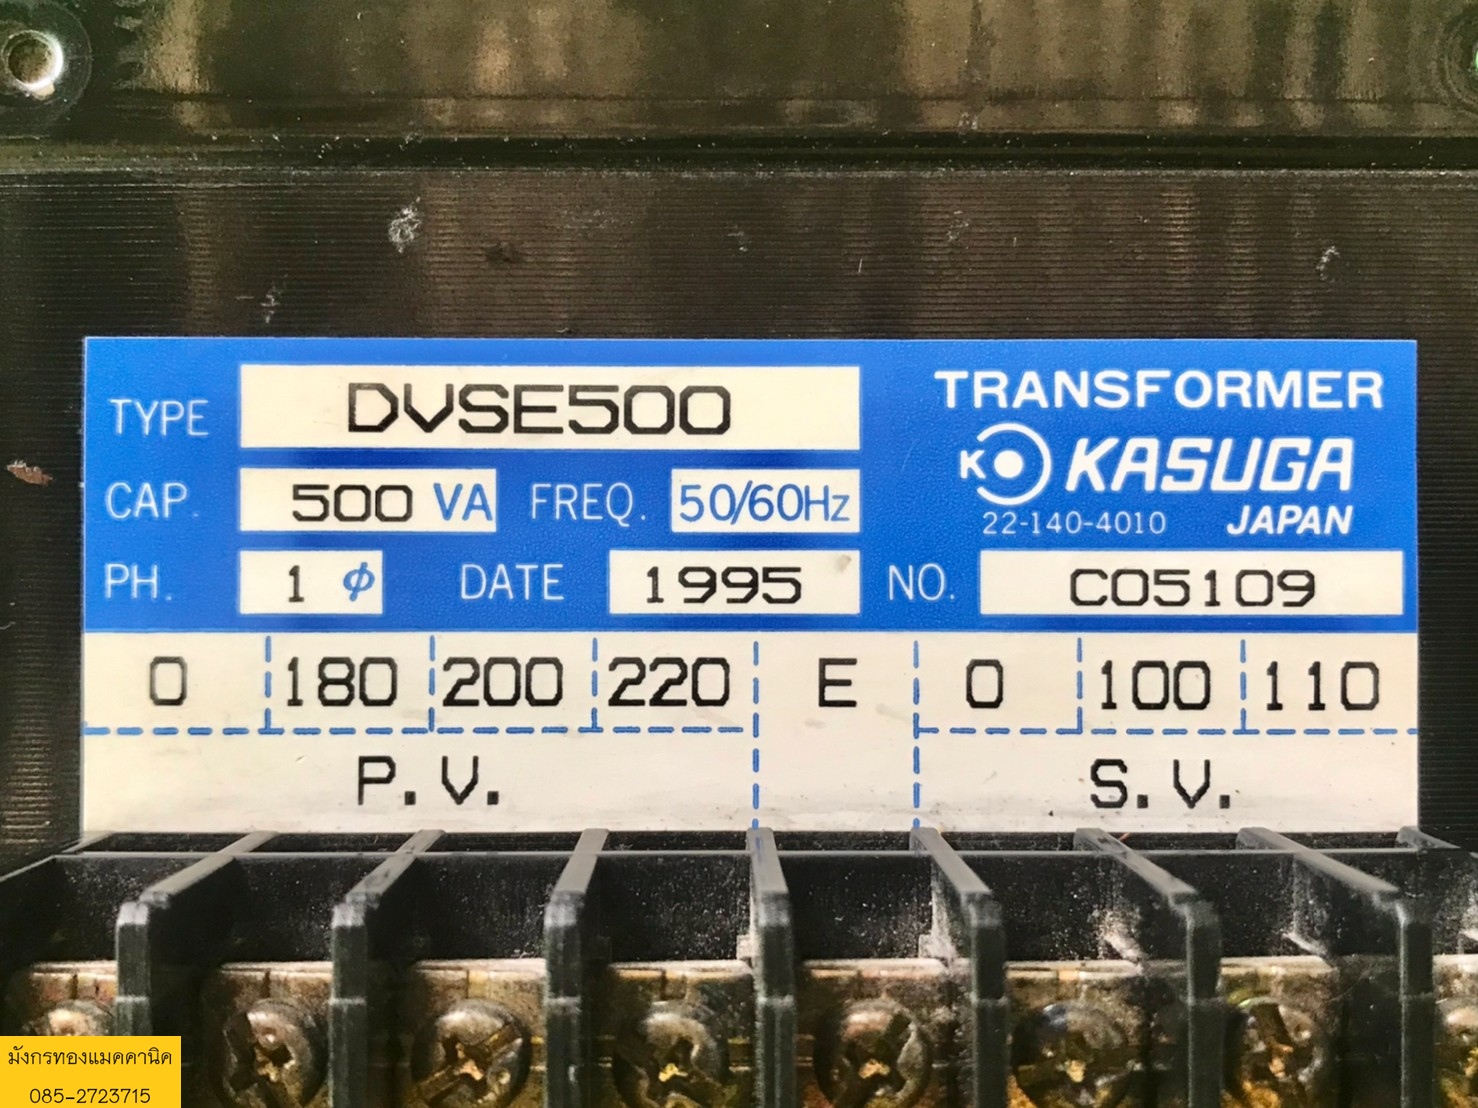 TYPE DVSE500
TRANSFORMER
CAP. 500 VA FREQ. 50/60Hz
K KASUGA
22-140-4010 JAPAN
PH. 1 ϕ DATE 1995 NO. C05109
0 180 200 220 E 0 100 110
P.V. S.V.
มังกรทองแมคคานิค
085-2723715